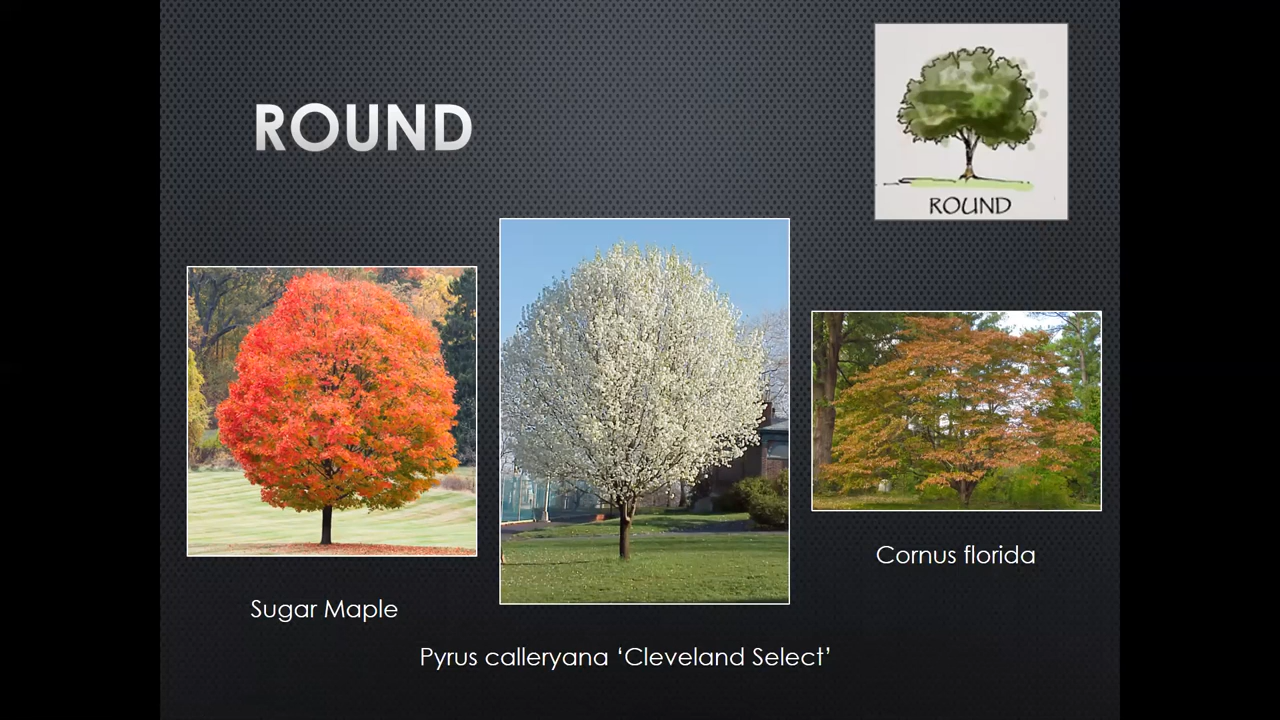 ROUND
ROUND
Sugar Maple
Pyrus calleryana ‘Cleveland Select’
Cornus florida